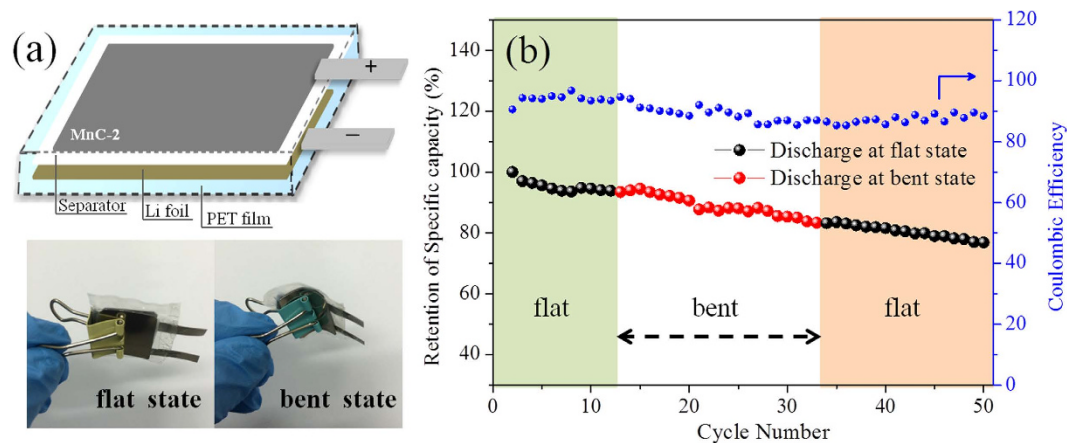 (a)
+
−
MnC-2
Separator
Li foil
PET film
flat state
bent state
(b)
Retention of Specific capacity (%)
140
120
100
80
60
40
120
100
80
60
40
20
0
Coulombic Efficiency
Discharge at flat state
Discharge at bent state
flat
bent
flat
0
10
20
30
40
50
Cycle Number